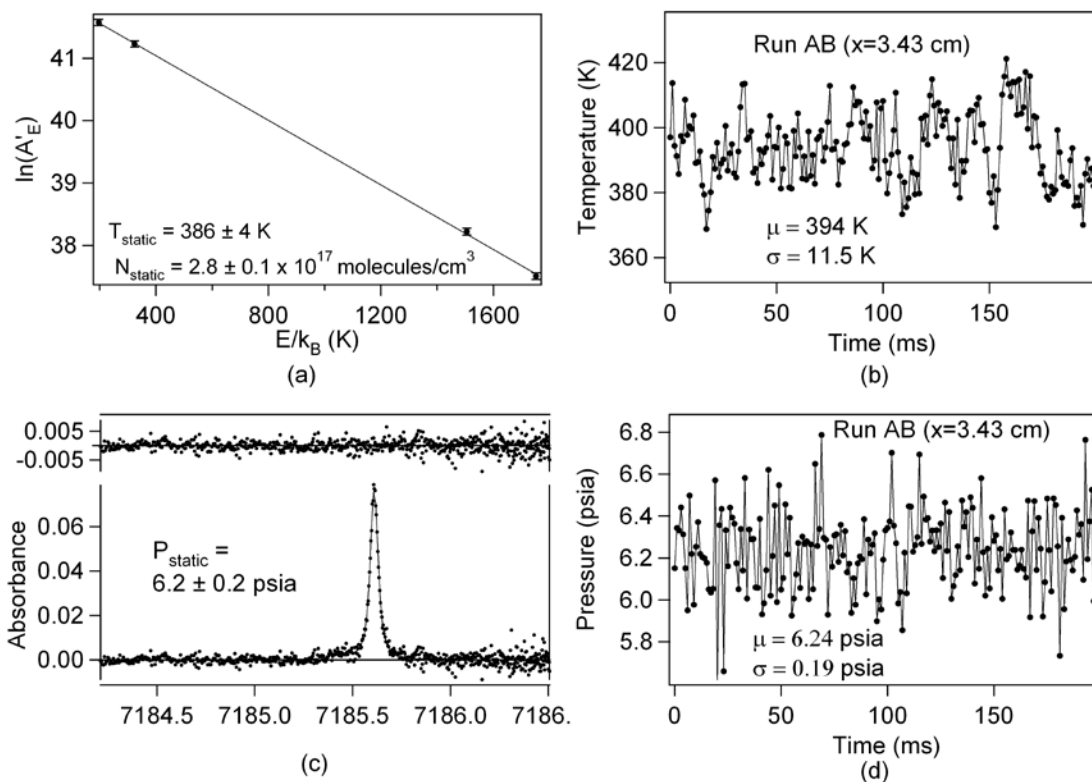 41
40
39
38
ln(A'E)
Tstatic = 386 ± 4 K
Nstatic = 2.8 ± 0.1 x 10^17 molecules/cm^3
400 800 1200 1600
E/kB (K)
(a)
420
400
380
360
Temperature (K)
Run AB (x=3.43 cm)
μ = 394 K
σ = 11.5 K
0 50 100 150
Time (ms)
(b)
0.005
-0.005
0.06
0.04
0.02
0.00
Absorbance
Pstatic =
6.2 ± 0.2 psia
7184.5 7185.0 7185.5 7186.0 7186.
(c)
6.8
6.6
6.4
6.2
6.0
5.8
Pressure (psia)
Run AB (x=3.43 cm)
μ = 6.24 psia
σ = 0.19 psia
0 50 100 150
Time (ms)
(d)